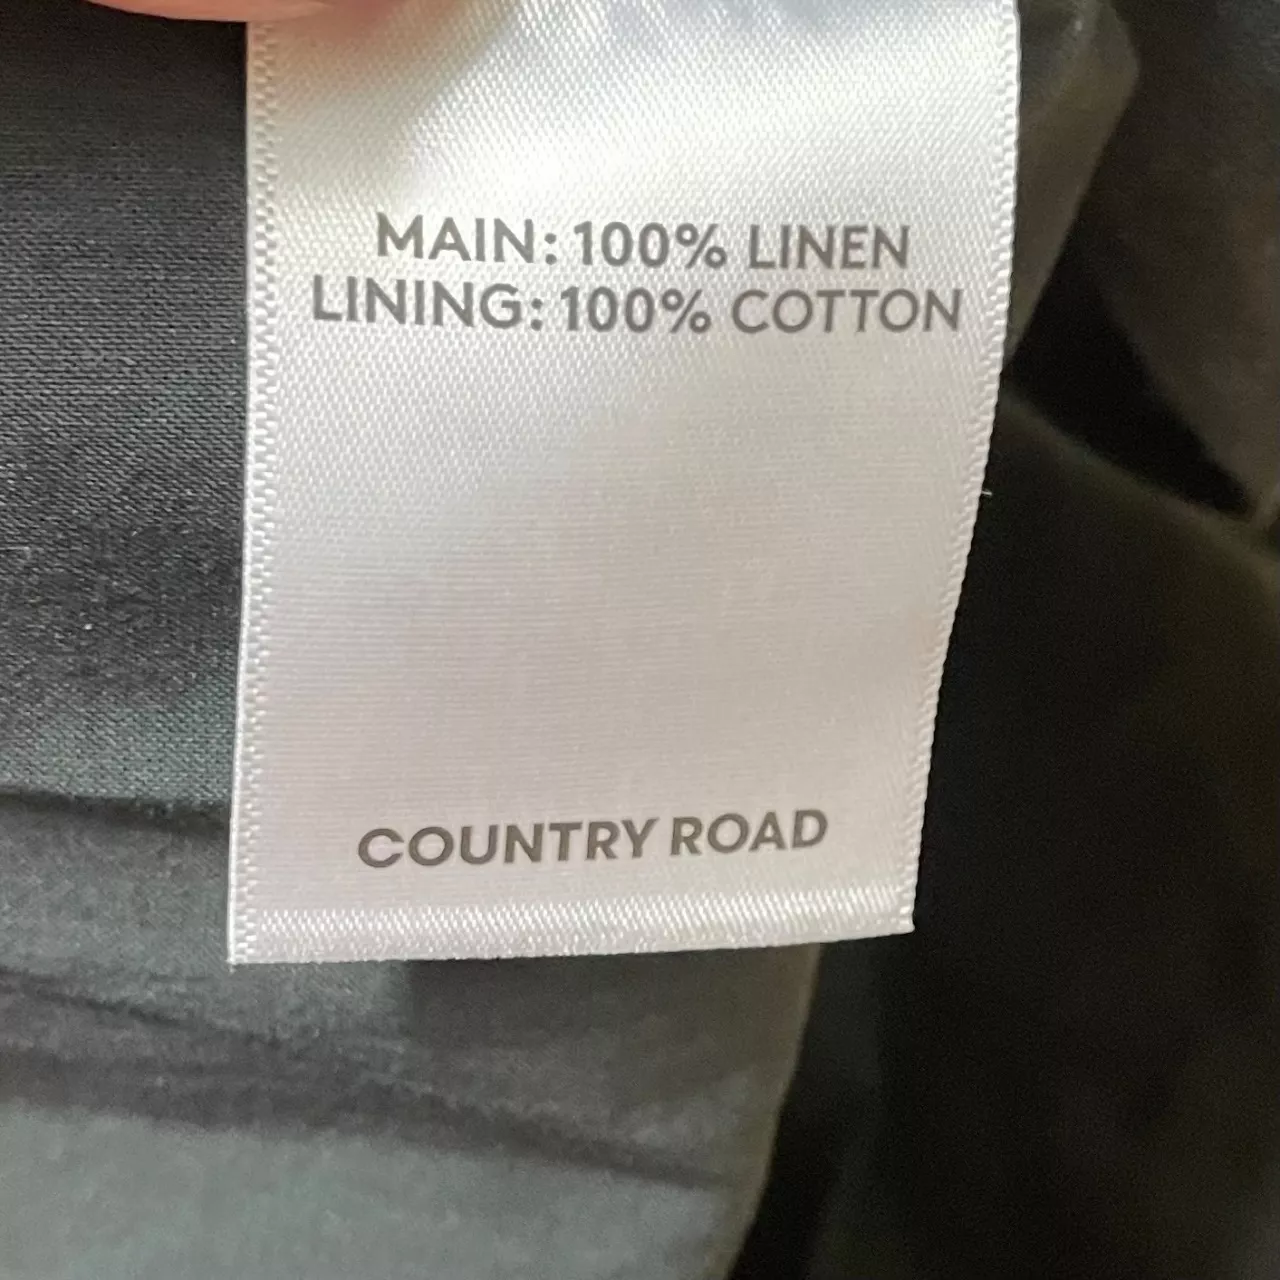 MAIN: 100% LINEN
LINING: 100% COTTON
COUNTRY ROAD